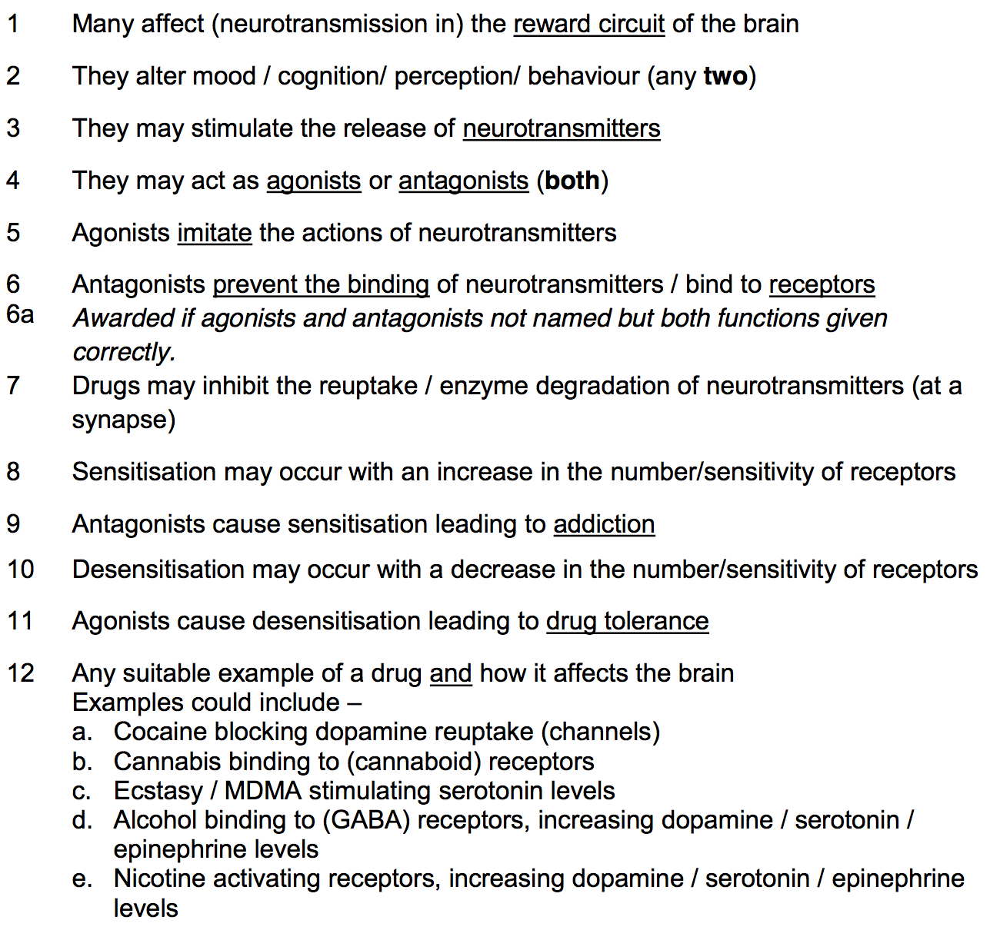 1 Many affect (neurotransmission in) the reward circuit of the brain
2 They alter mood / cognition/ perception/ behaviour (any two)
3 They may stimulate the release of neurotransmitters
4 They may act as agonists or antagonists (both)
5 Agonists imitate the actions of neurotransmitters
6 Antagonists prevent the binding of neurotransmitters / bind to receptors
6a Awarded if agonists and antagonists not named but both functions given
correctly.
7 Drugs may inhibit the reuptake / enzyme degradation of neurotransmitters (at a
synapse)
8 Sensitisation may occur with an increase in the number/sensitivity of receptors
9 Antagonists cause sensitisation leading to addiction
10 Desensitisation may occur with a decrease in the number/sensitivity of receptors
11 Agonists cause desensitisation leading to drug tolerance
12 Any suitable example of a drug and how it affects the brain
Examples could include –
a. Cocaine blocking dopamine reuptake (channels)
b. Cannabis binding to (cannaboid) receptors
c. Ecstasy / MDMA stimulating serotonin levels
d. Alcohol binding to (GABA) receptors, increasing dopamine / serotonin /
epinephrine levels
e. Nicotine activating receptors, increasing dopamine / serotonin / epinephrine
levels